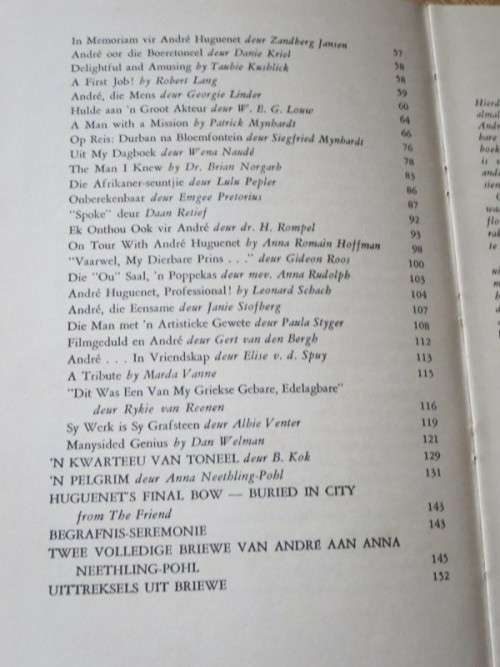 In Memoriam vir André Huguenet deur Zandberg Jansen 57
André oor die Boeretoneel deur Danie Kriel 58
Delightful and Amusing by Taubie Kushlick 58
A First Job! by Robert Lang 59
André, die Mens deur Georgie Linder 60
Hulde aan 'n Groot Akteur deur W. E. G. Louw 64
A Man with a Mission by Patrick Mynhardt 66
Op Reis: Durban na Bloemfontein deur Siegfried Mynhardt 76
Uit My Dagboek deur Wena Naudé 78
The Man I Knew by Dr. Brian Norgarb 83
Die Afrikaner-seuntjie deur Lulu Pepler 86
Onberekenbaar deur Emgee Pretorius 87
"Spoke" deur Daan Retief 92
Ek Onthou Ook vir André deur dr. H. Rompel 93
On Tour With André Huguenet by Anna Romain Hoffman 98
"Vaarwel, My Dierbare Prins . . ." deur Gideon Roos 100
Die "Ou" Saal, 'n Poppekas deur mev. Anna Rudolph 103
André Huguenet, Professional! by Leonard Schach 104
André, die Eensame deur Janie Stofberg 107
Die Man met 'n Artistieke Gewete deur Paula Styger 108
Filmgeduld en André deur Gert van den Bergh 112
André . . . In Vriendskap deur Elise v. d. Spuy 113
A Tribute by Marda Vanne 115
"Dit Was Een Van My Griekse Gebare, Edelagbare"
deur Rykie van Reenen 116
Sy Werk is Sy Grafsteen deur Albie Venter 119
Manysided Genius by Dan Welman 121
'N KWARTEEU VAN TONEEL deur B. Kok 129
'N PELGRIM deur Anna Neethling-Pohl 131
HUGUENET'S FINAL BOW — BURIED IN CITY
from The Friend 143
BEGRAFNIS-SEREMONIE 143
TWEE VOLLEDIGE BRIEWE VAN ANDRÉ AAN ANNA
NEETHLING-POHL 145
UITTREKSELS UIT BRIEWE 152
Hierd
almal
Andr
bare
boek
is